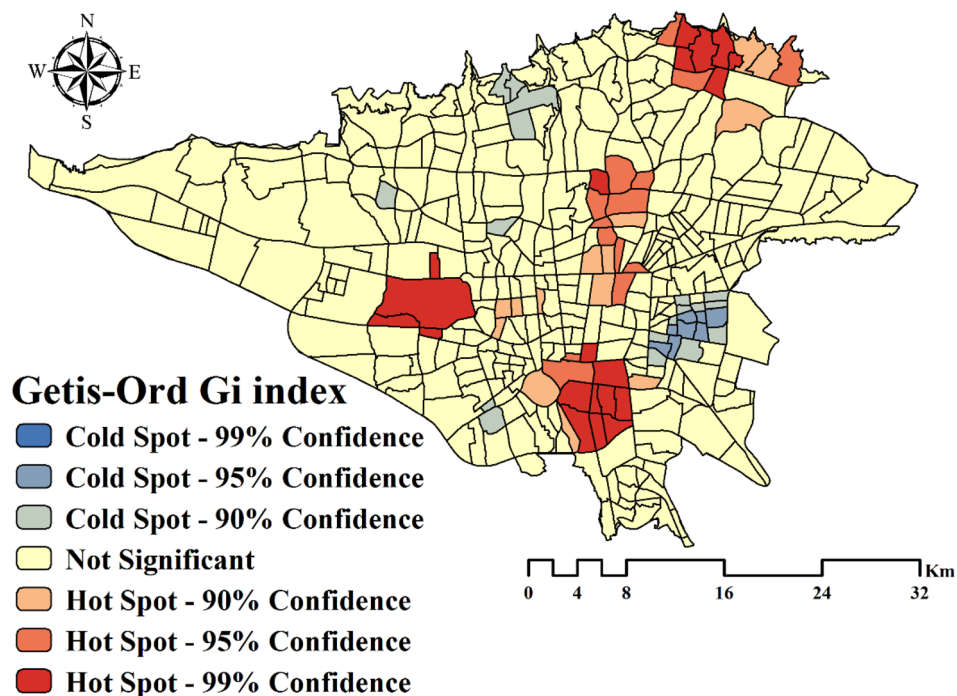 N
W E
S
Getis-Ord Gi index
Cold Spot - 99% Confidence
Cold Spot - 95% Confidence
Cold Spot - 90% Confidence
Not Significant
Hot Spot - 90% Confidence
Hot Spot - 95% Confidence
Hot Spot - 99% Confidence
Km
0 4 8 16 24 32